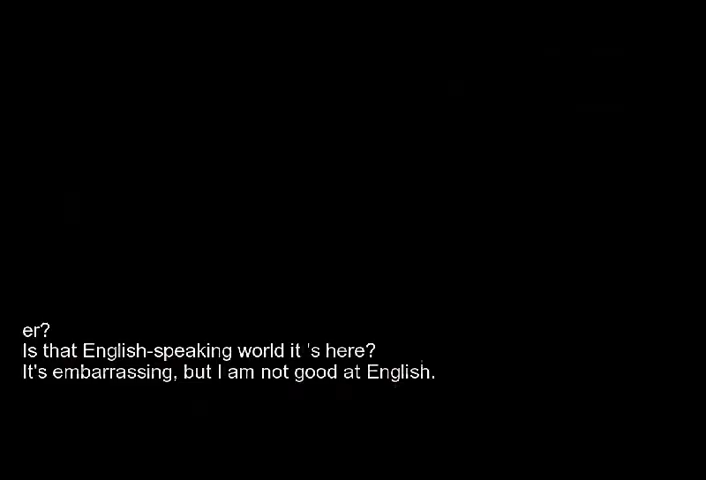 er?
Is that English-speaking world it 's here?
It's embarrassing, but I am not good at English.